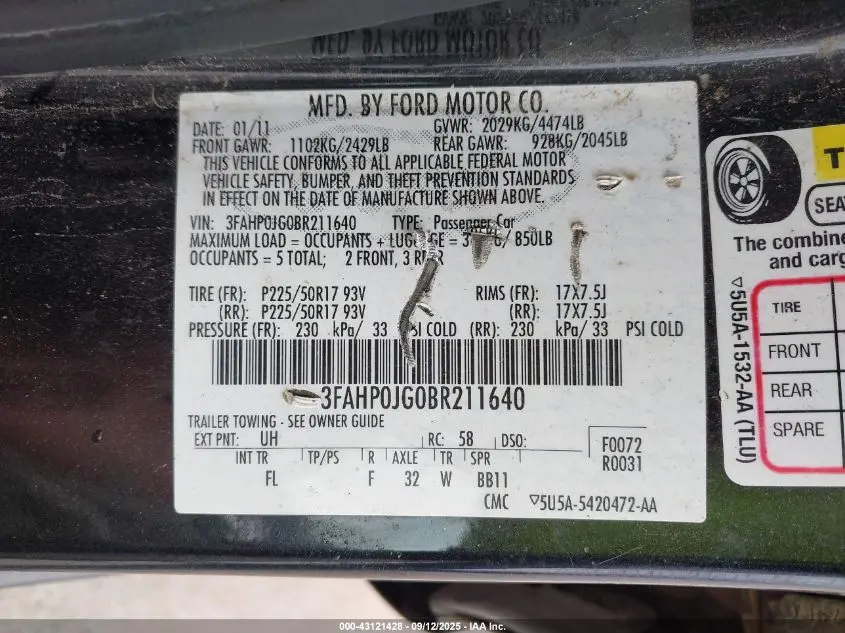 MFD. BY FORD MOTOR CO.
MFD. BY FORD MOTOR CO.
DATE: 01/11 GVWR: 2029KG/4474LB
FRONT GAWR: 1102KG/2429LB REAR GAWR: 928KG/2045LB
THIS VEHICLE CONFORMS TO ALL APPLICABLE FEDERAL MOTOR
VEHICLE SAFETY, BUMPER, AND THEFT PREVENTION STANDARDS
IN EFFECT ON THE DATE OF MANUFACTURE SHOWN ABOVE.
VIN: 3FAHP0JG0BR211640 TYPE: Passenger Car
MAXIMUM LOAD = OCCUPANTS + = / 850LB
OCCUPANTS = 5 TOTAL; 2 FRONT, 3
TIRE (FR): P225/50R17 93V RIMS (FR): 17X7.5J
(RR): P225/50R17 93V (RR): 17X7.5J
PRESSURE (FR): 230 kPa/ 33 COLD (RR): 230 kPa/ 33 PSI COLD
3FAHP0JG0BR211640
TRAILER TOWING - SEE OWNER GUIDE
EXT PNT: UH RC: 58 DSO:
F0072
R0031
INT TR TP/PS R AXLE TR SPR
FL F 32 W BB11
CMC ▽5U5A-5420472-AA
T
SEA
The combine
and carg
TIRE
FRONT
REAR
SPARE
▽5U5A-1532-AA (TLU)
000-43121428 - 09/12/2025 - IAA Inc.